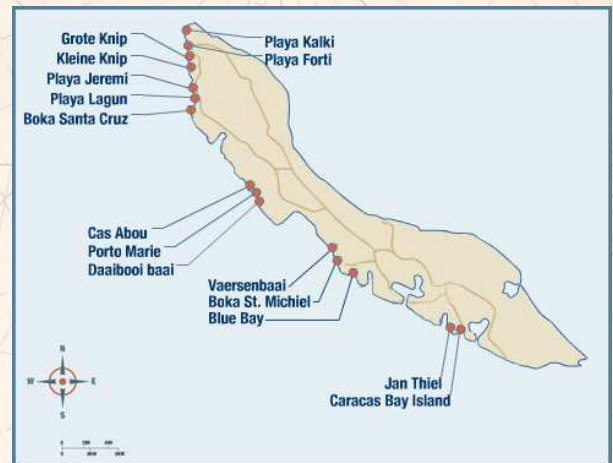 Grote Knip
Kleine Knip
Playa Jeremi
Playa Lagun
Boka Santa Cruz
Playa Kalki
Playa Forti
Cas Abou
Porto Marie
Daaibooi baai
Vaersenbaai
Boka St. Michiel
Blue Bay
Jan Thiel
Caracas Bay Island
N
W
E
S